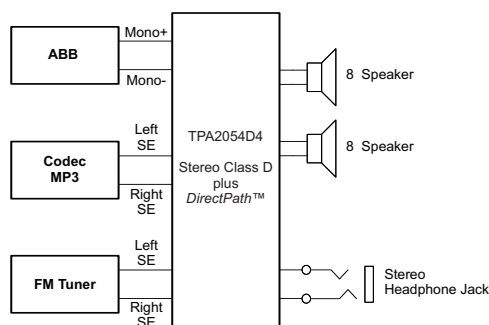 Mono+
ABB
Mono-
8 Speaker
Left
SE
TPA2054D4
8 Speaker
Codec
MP3
Stereo Class D
plus
DirectPath™
Right
SE
Left
SE
FM Tuner
Stereo
Headphone Jack
Right
SE